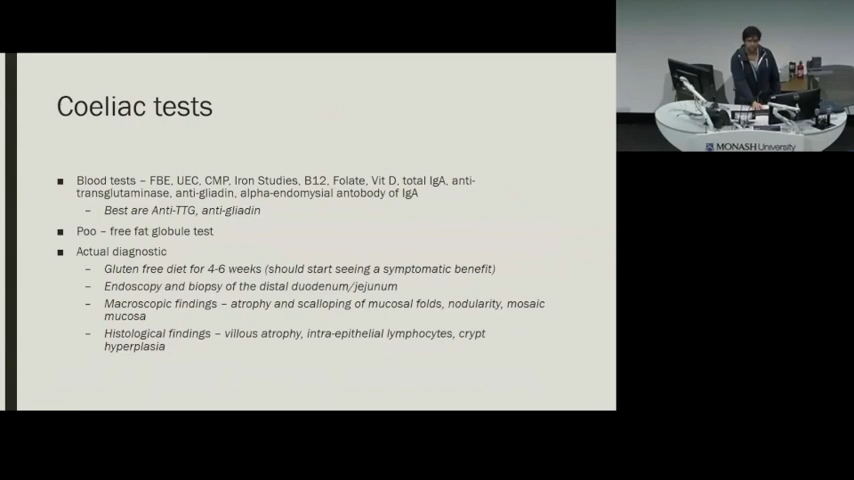 Coeliac tests
Blood tests – FBE, UEC, CMP, Iron Studies, B12, Folate, Vit D, total IgA, anti-
transglutaminase, anti-gliadin, alpha-endomysial antobody of IgA
– Best are Anti-TTG, anti-gliadin
Poo – free fat globule test
Actual diagnostic
– Gluten free diet for 4-6 weeks (should start seeing a symptomatic benefit)
– Endoscopy and biopsy of the distal duodenum/jejunum
– Macroscopic findings – atrophy and scalloping of mucosal folds, nodularity, mosaic
mucosa
– Histological findings – villous atrophy, intra-epithelial lymphocytes, crypt
hyperplasia
MONASH University